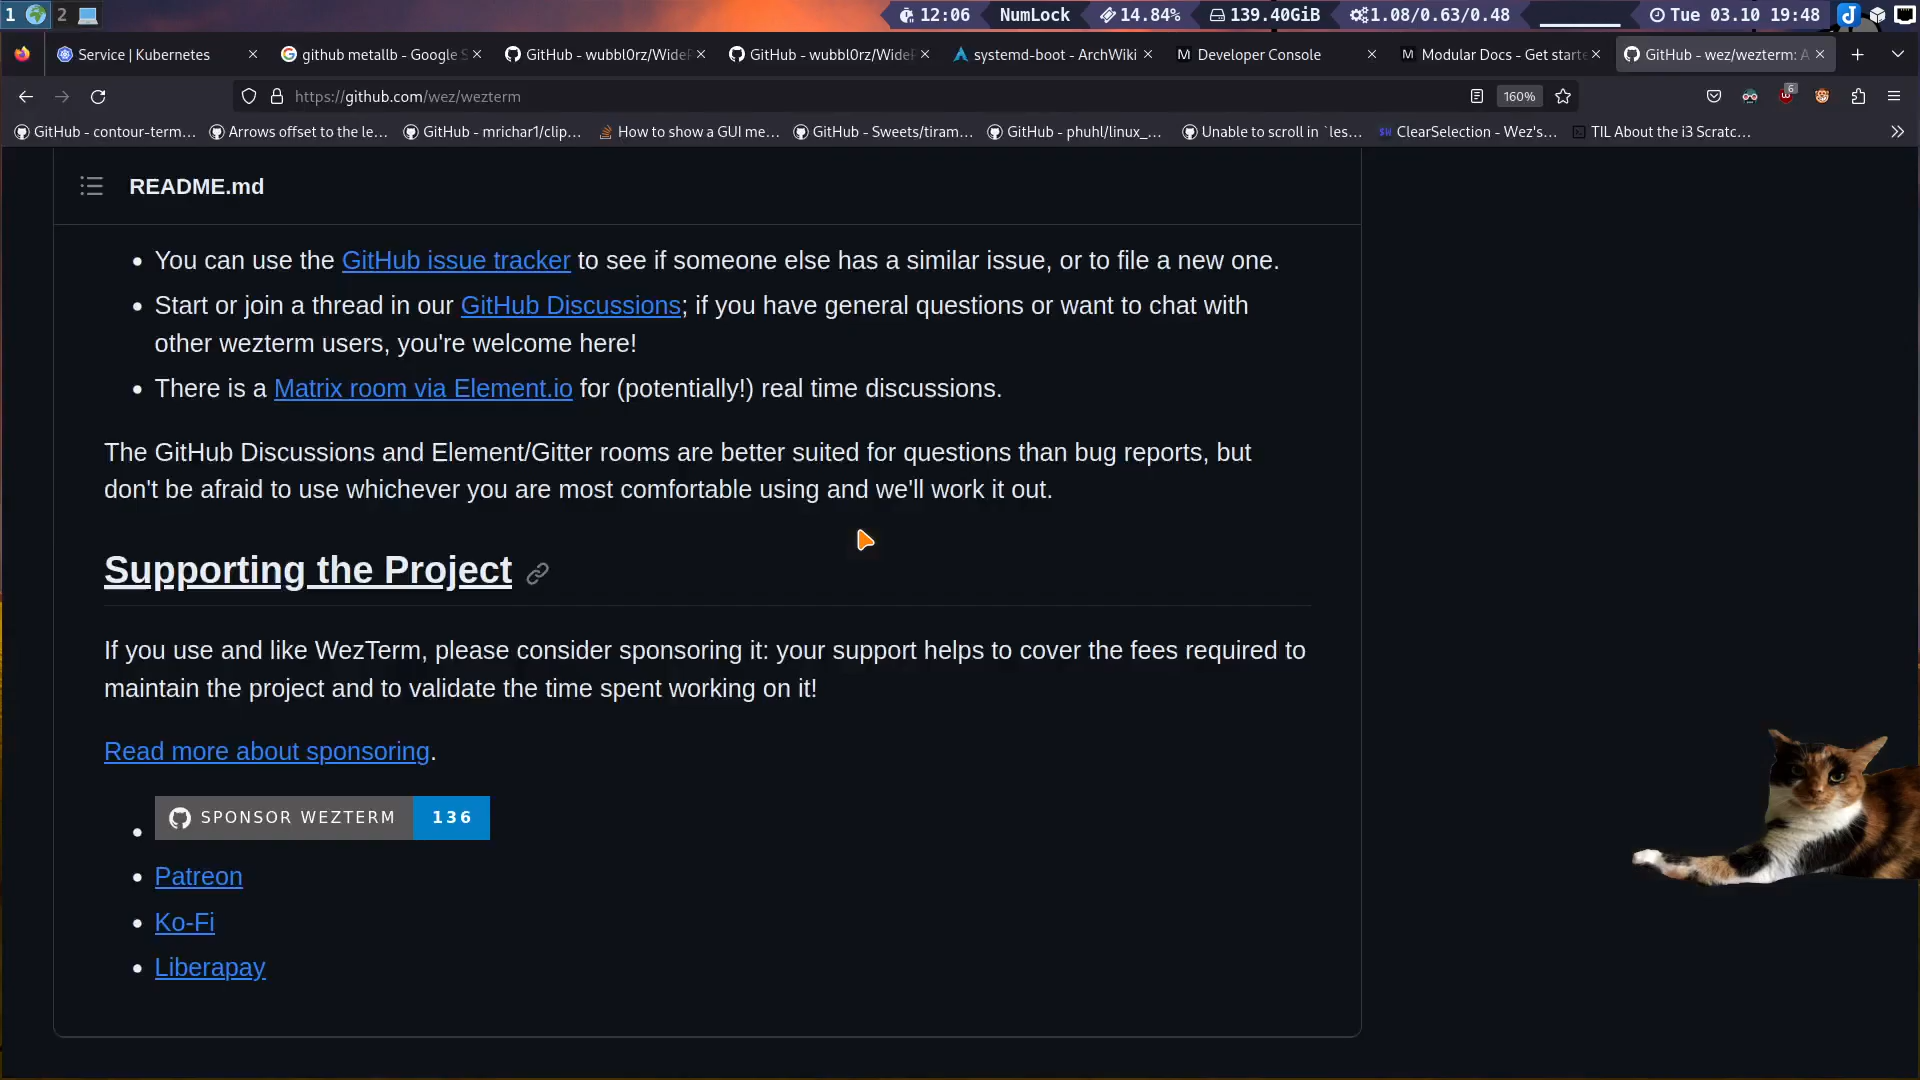 1 2 12:06 NumLock 14.84% 139.40GiB 1.08/0.63/0.48 Tue 03.10 19:48
Service | Kubernetes github metallb - Google S GitHub - wubbl0rz/WideF GitHub - wubbl0rz/WideF systemd-boot - ArchWiki Developer Console Modular Docs - Get starte GitHub - wez/wezterm: A
https://github.com/wez/wezterm 160% 6
GitHub - contour-term... Arrows offset to the le... GitHub - mrichar1/clip... How to show a GUI me... GitHub - Sweets/tiram... GitHub - phuhl/linux_... Unable to scroll in `les... ClearSelection - Wez's... TIL About the i3 Scratc...
README.md
• You can use the GitHub issue tracker to see if someone else has a similar issue, or to file a new one.
• Start or join a thread in our GitHub Discussions; if you have general questions or want to chat with
other wezterm users, you're welcome here!
• There is a Matrix room via Element.io for (potentially!) real time discussions.
The GitHub Discussions and Element/Gitter rooms are better suited for questions than bug reports, but
don't be afraid to use whichever you are most comfortable using and we'll work it out.
Supporting the Project
If you use and like WezTerm, please consider sponsoring it: your support helps to cover the fees required to
maintain the project and to validate the time spent working on it!
Read more about sponsoring.
• SPONSOR WEZTERM 136
• Patreon
• Ko-Fi
• Liberapay